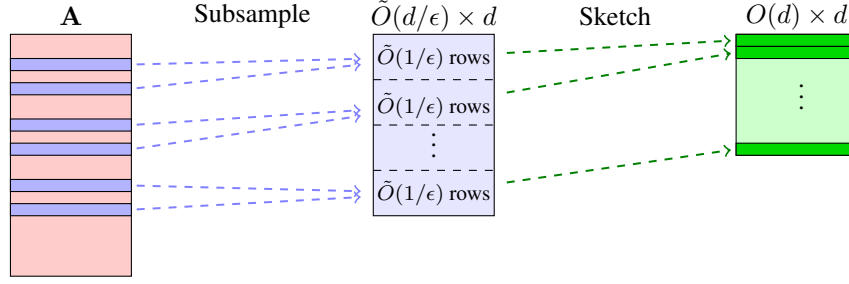 A Subsample Õ(d/ϵ) × d Sketch O(d) × d
Õ(1/ϵ) rows
Õ(1/ϵ) rows
⋮
⋮
Õ(1/ϵ) rows